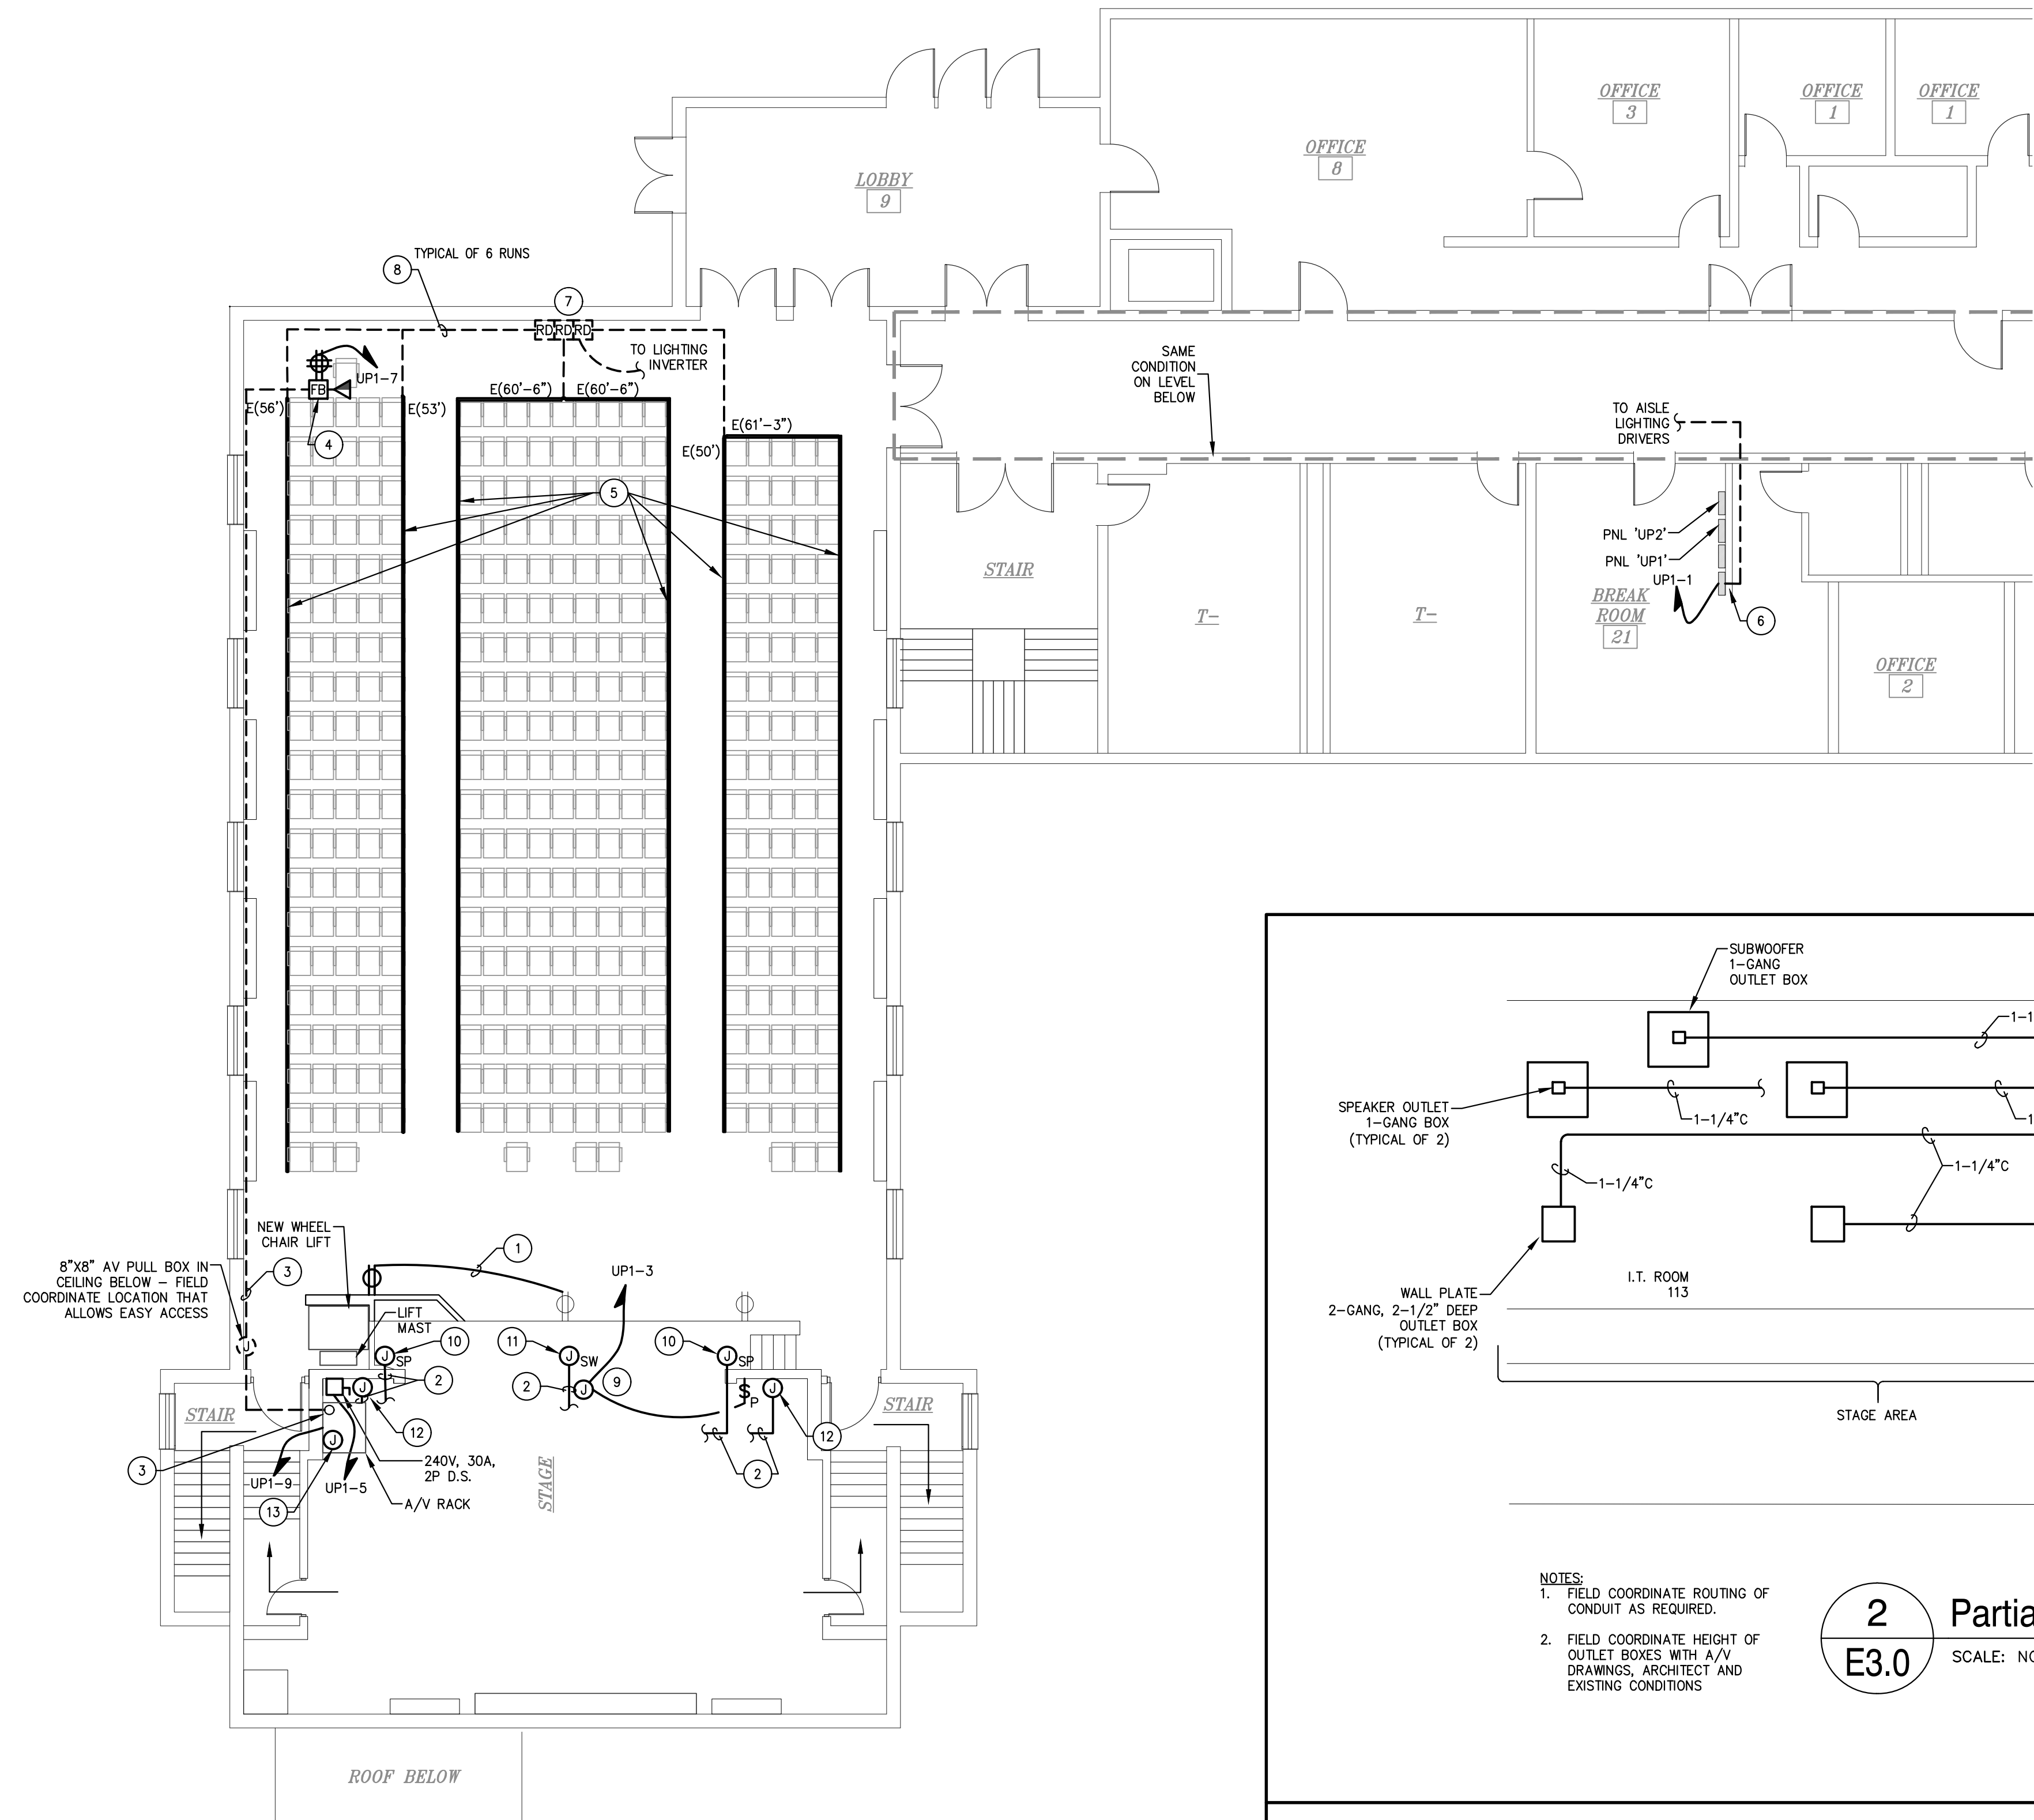 OFFICE
3
OFFICE
1
OFFICE
1
OFFICE
8
LOBBY
9
TYPICAL OF 6 RUNS
8
7
RD
RD
RD
TO LIGHTING
INVERTER
UP1-7
FB
E(56')
E(53')
E(60'-6")
E(60'-6")
E(61'-3")
E(50')
4
5
SAME
CONDITION
ON LEVEL
BELOW
TO AISLE
LIGHTING
DRIVERS
PNL 'UP2'
PNL 'UP1'
UP1-1
6
BREAK
ROOM
21
STAIR
T-
T-
OFFICE
2
SUBWOOFER
1-GANG
OUTLET BOX
1-1
SPEAKER OUTLET
1-GANG BOX
(TYPICAL OF 2)
1-1/4"C
1
1-1/4"C
1-1/4"C
WALL PLATE
2-GANG, 2-1/2" DEEP
OUTLET BOX
(TYPICAL OF 2)
I.T. ROOM
113
STAGE AREA
NEW WHEEL
CHAIR LIFT
1
8"X8" AV PULL BOX IN
CEILING BELOW - FIELD
COORDINATE LOCATION THAT
ALLOWS EASY ACCESS
3
J
LIFT
MAST
UP1-3
10
J
SP
11
J
SW
10
J
SP
2
2
J
9
$
P
J
J
12
12
STAIR
STAIR
3
J
240V, 30A,
2P D.S.
2
UP1-9
UP1-5
A/V RACK
13
STAGE
NOTES:
1. FIELD COORDINATE ROUTING OF
CONDUIT AS REQUIRED.
2. FIELD COORDINATE HEIGHT OF
OUTLET BOXES WITH A/V
DRAWINGS, ARCHITECT AND
EXISTING CONDITIONS
2
E3.0
Partia
SCALE: NO
ROOF BELOW